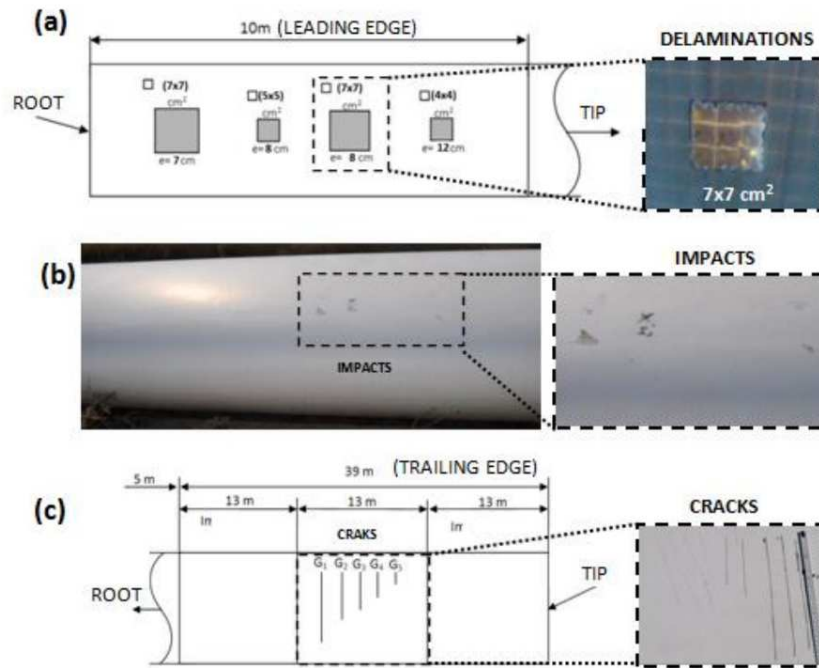 (a)
10m (LEADING EDGE)
DELAMINATIONS
ROOT
(7x7)
cm²
e= 7 cm
(5x5)
cm²
e= 8 cm
(7x7)
cm²
e= 8 cm
(4x4)
cm²
e= 12 cm
TIP
7x7 cm²
(b)
IMPACTS
IMPACTS
(c)
5 m
39 m (TRAILING EDGE)
13 m
13 m
13 m
CRAKS
CRACKS
G₁ G₂ G₃ G₄ G₅
ROOT
TIP